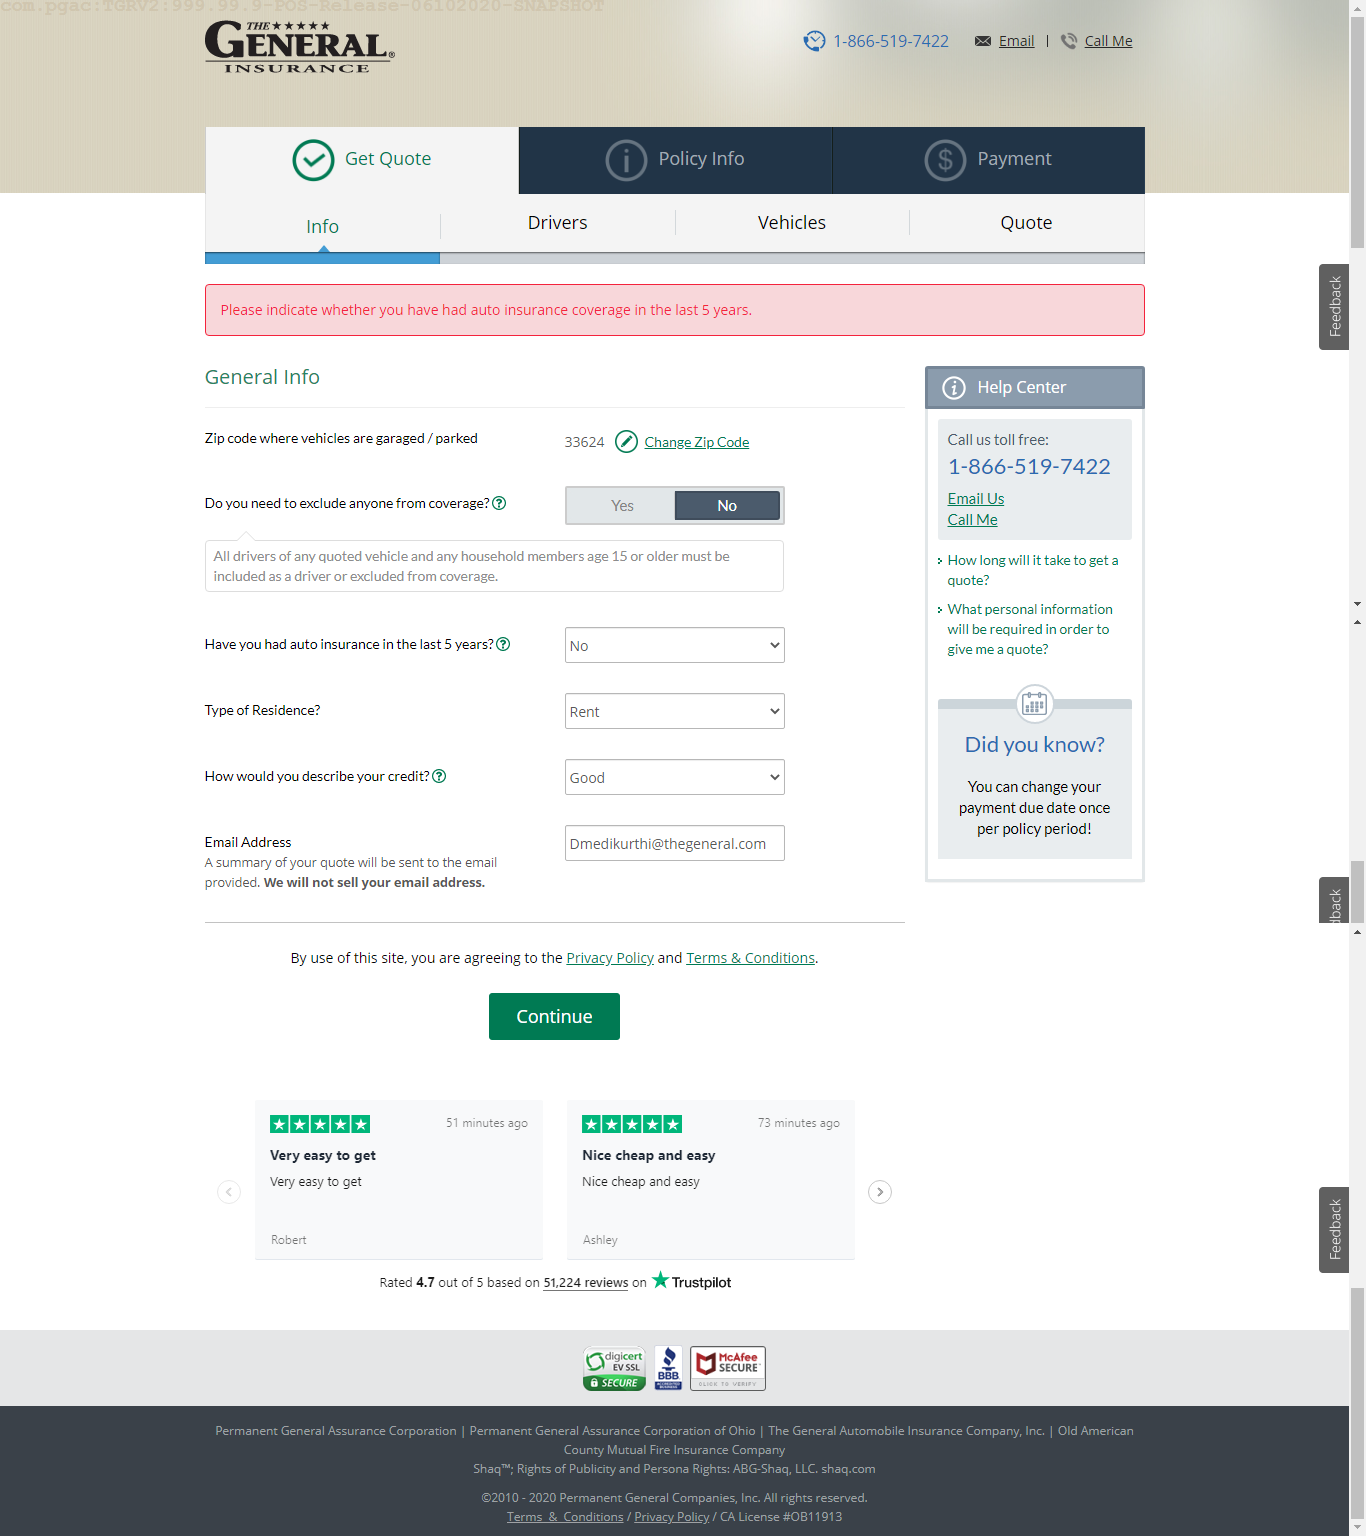 com.pgac:TGRV2:999.99.9-POS-Release-06102020-SNAPSHOT
THE
GENERAL®
INSURANCE
1-866-519-7422 Email | Call Me
Get Quote Policy Info Payment
Info Drivers Vehicles Quote
Feedback
Please indicate whether you have had auto insurance coverage in the last 5 years.
General Info
Zip code where vehicles are garaged / parked 33624 Change Zip Code
Do you need to exclude anyone from coverage? Yes No
All drivers of any quoted vehicle and any household members age 15 or older must be
included as a driver or excluded from coverage.
Have you had auto insurance in the last 5 years? No
Type of Residence? Rent
How would you describe your credit? Good
Email Address Dmedikurthi@thegeneral.com
A summary of your quote will be sent to the email
provided. We will not sell your email address.
Help Center
Call us toll free:
1-866-519-7422
Email Us
Call Me
How long will it take to get a
quote?
What personal information
will be required in order to
give me a quote?
Did you know?
You can change your
payment due date once
per policy period!
dback
By use of this site, you are agreeing to the Privacy Policy and Terms & Conditions.
Continue
51 minutes ago
Very easy to get
Very easy to get
Robert
73 minutes ago
Nice cheap and easy
Nice cheap and easy
Ashley
Feedback
Rated 4.7 out of 5 based on 51,224 reviews on Trustpilot
digicert
EV SSL
SECURE
BBB
ACCREDITED
BUSINESS
McAfee
SECURE
CLICK TO VERIFY
Permanent General Assurance Corporation | Permanent General Assurance Corporation of Ohio | The General Automobile Insurance Company, Inc. | Old American
County Mutual Fire Insurance Company
Shaq™; Rights of Publicity and Persona Rights: ABG-Shaq, LLC. shaq.com
©2010 - 2020 Permanent General Companies, Inc. All rights reserved.
Terms & Conditions / Privacy Policy / CA License #OB11913